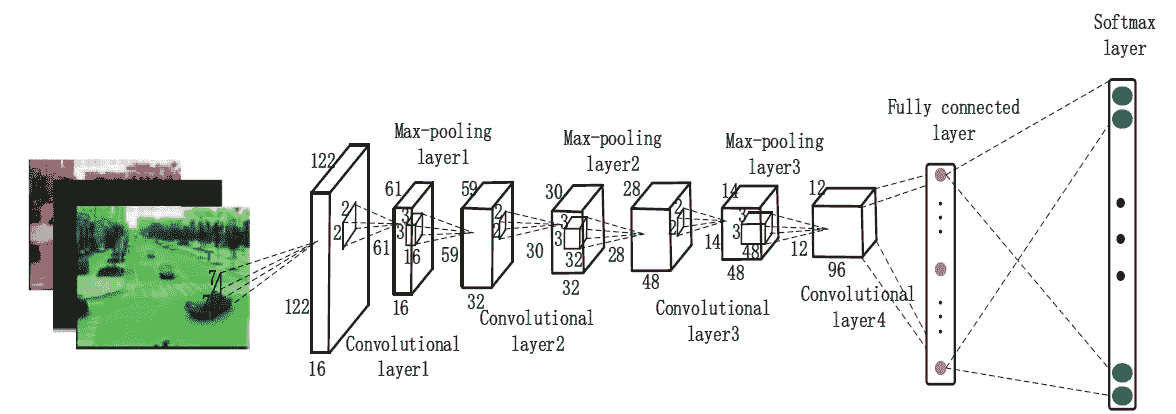 Softmax
layer
Fully connected
layer
Max-pooling
layer1
Max-pooling
layer2
Max-pooling
layer3
122
61
59
30
28
14
12
2
2
3
3
16
2
2
3
3
32
2
2
3
3
48
7
7
122
61
59
30
28
14
12
16
16
32
32
48
48
96
Convolutional
layer1
Convolutional
layer2
Convolutional
layer3
Convolutional
layer4